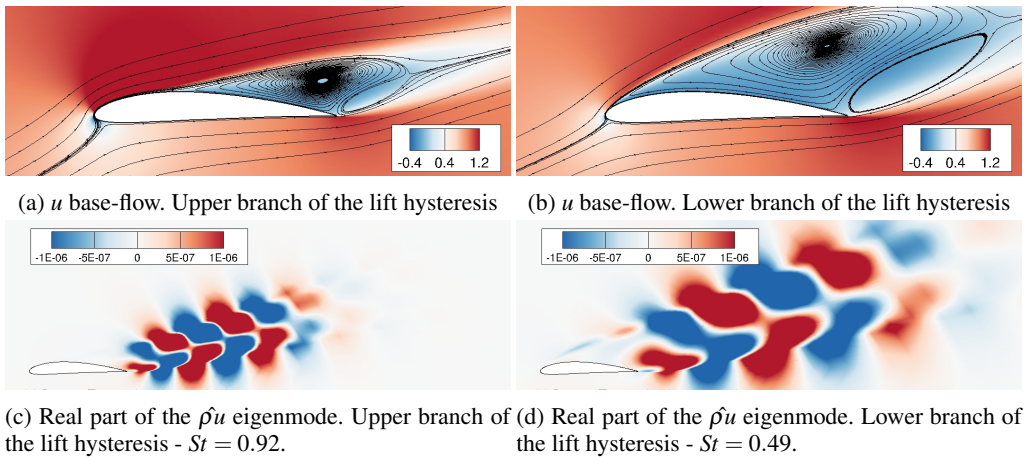 -0.4 0.4 1.2
-0.4 0.4 1.2
(a) u base-flow. Upper branch of the lift hysteresis
(b) u base-flow. Lower branch of the lift hysteresis
-1E-06 -5E-07 0 5E-07 1E-06
-1E-06 -5E-07 0 5E-07 1E-06
(c) Real part of the ρ̂u eigenmode. Upper branch of
the lift hysteresis - St = 0.92.
(d) Real part of the ρ̂u eigenmode. Lower branch of
the lift hysteresis - St = 0.49.